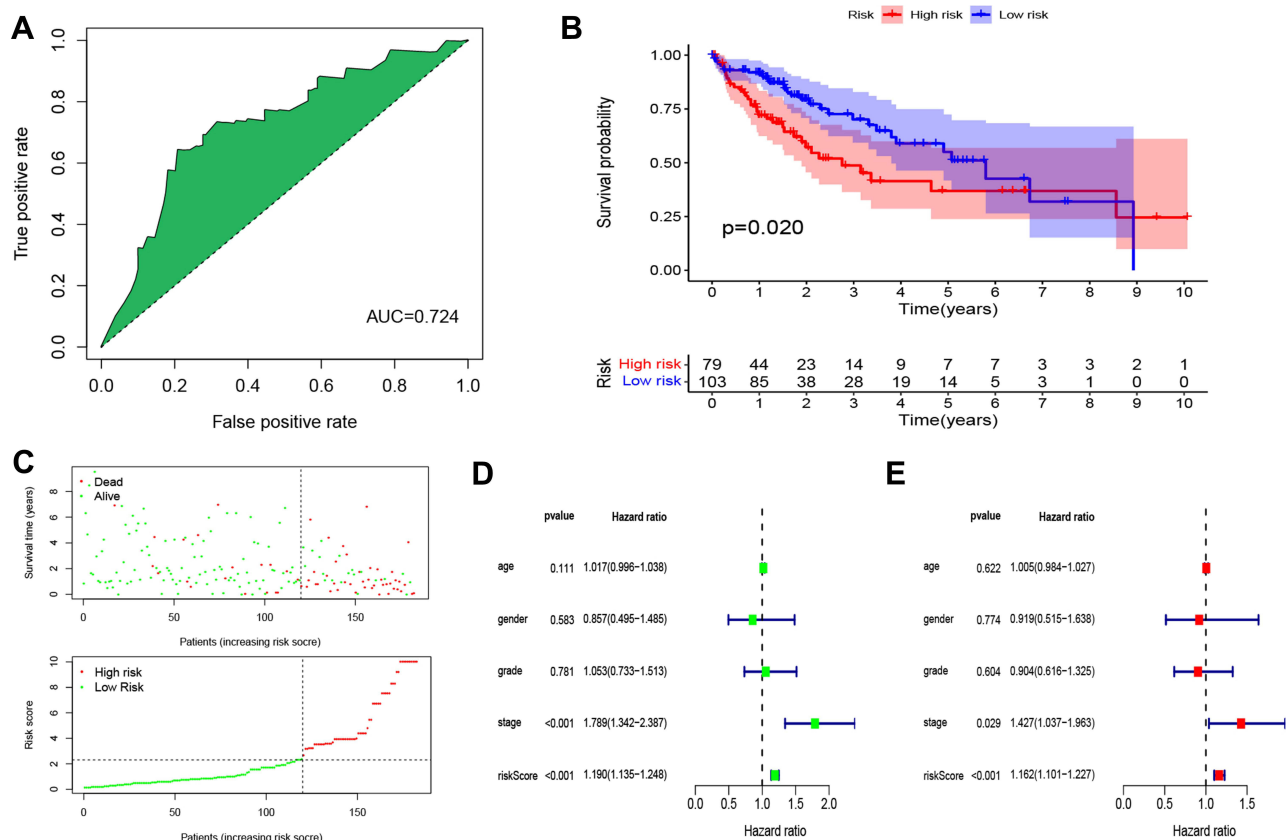 A
1.0
0.8
0.6
0.4
0.2
0.0
True positive rate
AUC=0.724
0.0 0.2 0.4 0.6 0.8 1.0
False positive rate
B
Risk High risk Low risk
1.00
0.75
0.50
0.25
0.00
Survival probability
p=0.020
0 1 2 3 4 5 6 7 8 9 10
Time(years)
Risk
High risk 79 44 23 14 9 7 7 3 3 2 1
Low risk 103 85 38 28 19 14 5 3 1 0 0
0 1 2 3 4 5 6 7 8 9 10
Time(years)
C
Dead
Alive
8
6
4
2
0
Survival time (years)
0 50 100 150
Patients (increasing risk socre)
High risk
Low Risk
10
8
6
4
2
0
Risk score
0 50 100 150
Patients (increasing risk socre)
D
pvalue Hazard ratio
age 0.111 1.017(0.996−1.038)
gender 0.583 0.857(0.495−1.485)
grade 0.781 1.053(0.733−1.513)
stage <0.001 1.789(1.342−2.387)
riskScore <0.001 1.190(1.135−1.248)
0.0 0.5 1.0 1.5 2.0
Hazard ratio
E
pvalue Hazard ratio
age 0.622 1.005(0.984−1.027)
gender 0.774 0.919(0.515−1.638)
grade 0.604 0.904(0.616−1.325)
stage 0.029 1.427(1.037−1.963)
riskScore <0.001 1.162(1.101−1.227)
0.0 0.5 1.0 1.5
Hazard ratio